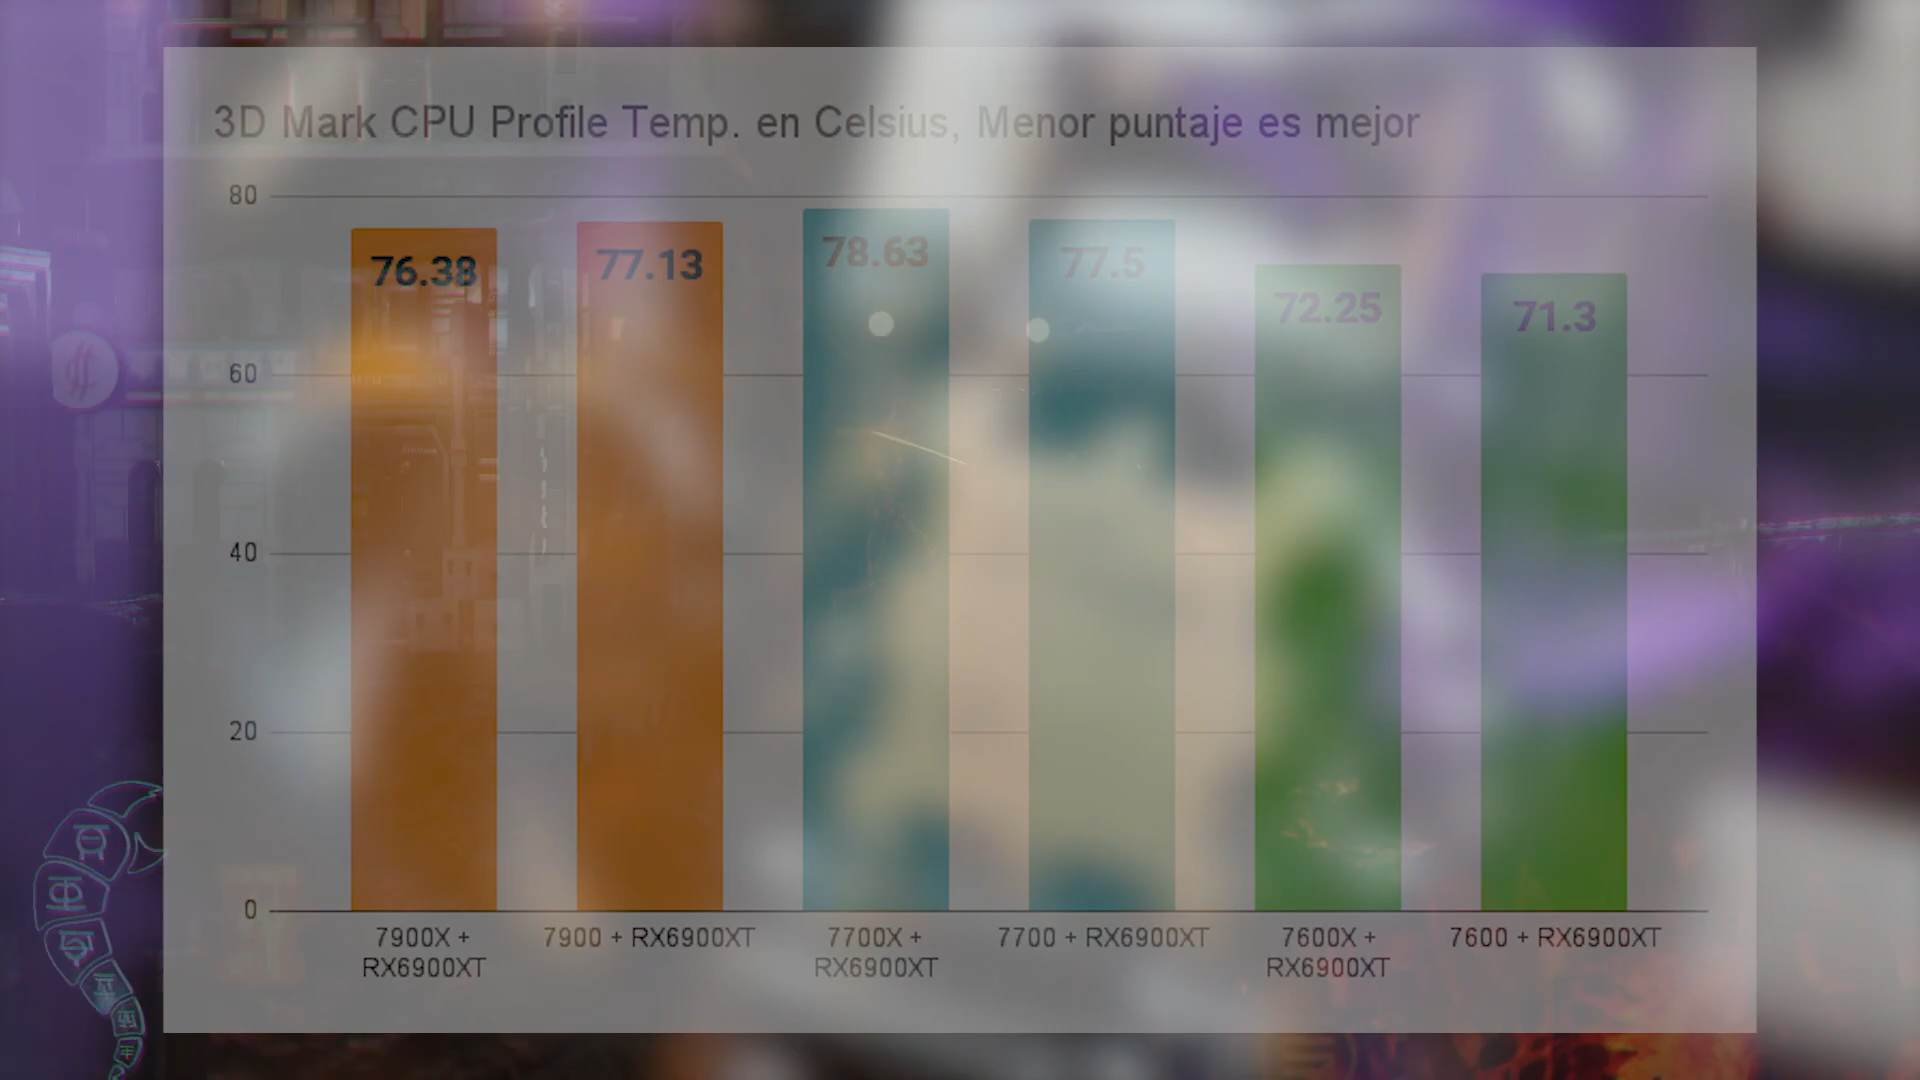 3D Mark CPU Profile Temp. en Celsius, Menor puntaje es mejor
80
60
40
20
0
76.38
77.13
78.63
77.5
72.25
71.3
7900X +
RX6900XT
7900 + RX6900XT
7700X +
RX6900XT
7700 + RX6900XT
7600X +
RX6900XT
7600 + RX6900XT